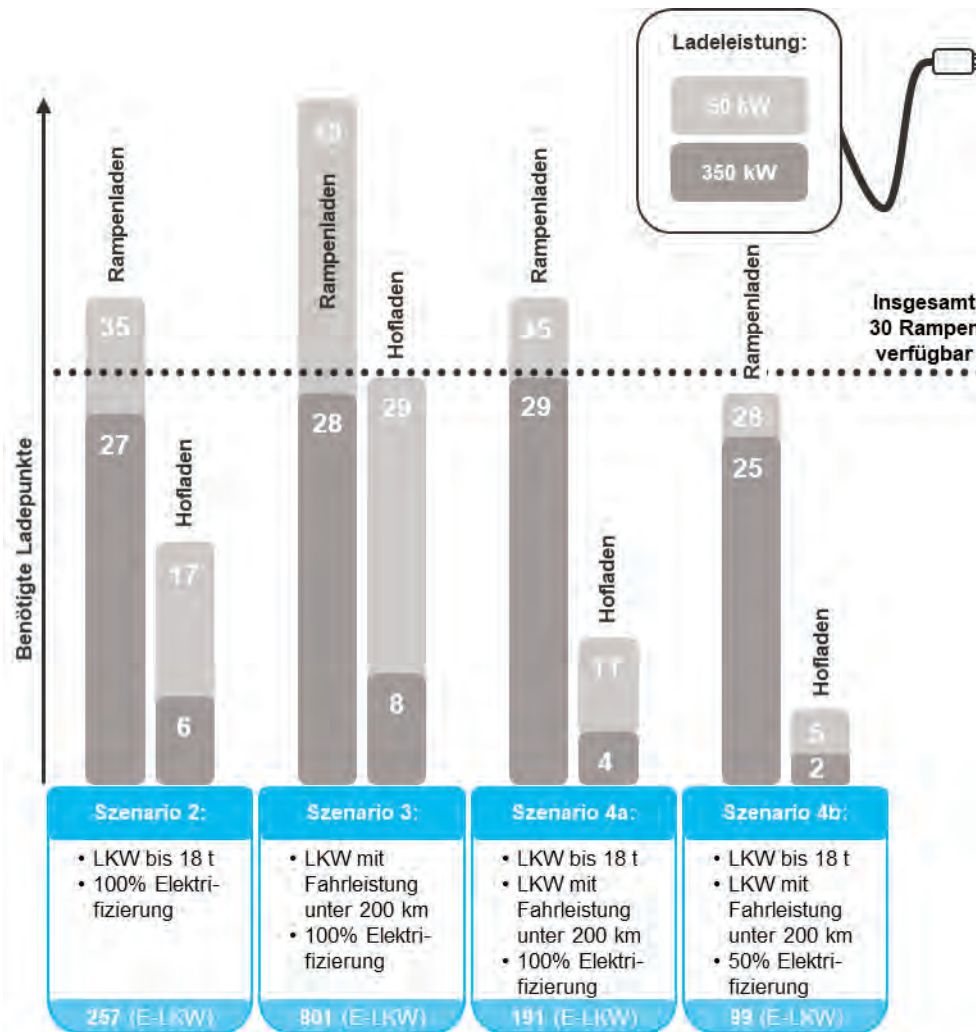 Ladeleistung:
50 kW
350 kW
Insgesamt
30 Rampen
verfügbar
Benötigte Ladepunkte
Rampenladen
35
27
Hofladen
17
6
Rampenladen
28
Hofladen
29
8
Rampenladen
35
29
Hofladen
11
4
Rampenladen
28
25
Hofladen
5
2
Szenario 2:
• LKW bis 18 t
• 100% Elektri-
fizierung
257 (E-LKW)
Szenario 3:
• LKW mit
Fahrleistung
unter 200 km
• 100% Elektri-
fizierung
801 (E-LKW)
Szenario 4a:
• LKW bis 18 t
• LKW mit
Fahrleistung
unter 200 km
• 100% Elektri-
fizierung
191 (E-LKW)
Szenario 4b:
• LKW bis 18 t
• LKW mit
Fahrleistung
unter 200 km
• 50% Elektri-
fizierung
99 (E-LKW)